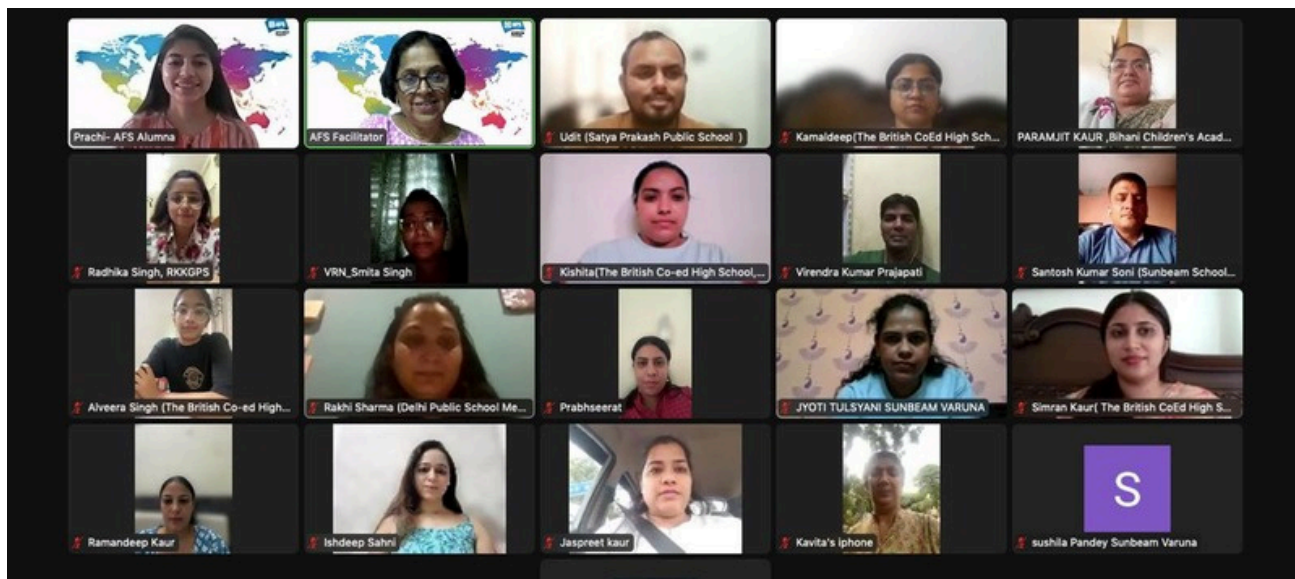 Prachi- AFS Alumna
AFS Facilitator
Udit (Satya Prakash Public School )
Kamaldeep(The British CoEd High Sch...
PARAMJIT KAUR ,Bihani Children's Acad...
Radhika Singh, RKKGPS
VRN_Smita Singh
Kishita(The British Co-ed High School,...
Virendra Kumar Prajapati
Santosh Kumar Soni (Sunbeam School...
Alveera Singh (The British Co-ed High...
Rakhi Sharma (Delhi Public School Me...
Prabhseerat
JYOTI TULSYANI SUNBEAM VARUNA
Simran Kaur( The British CoEd High S...
Ramandeep Kaur
Ishdeep Sahni
Jaspreet kaur
Kavita's iphone
S
sushila Pandey Sunbeam Varuna